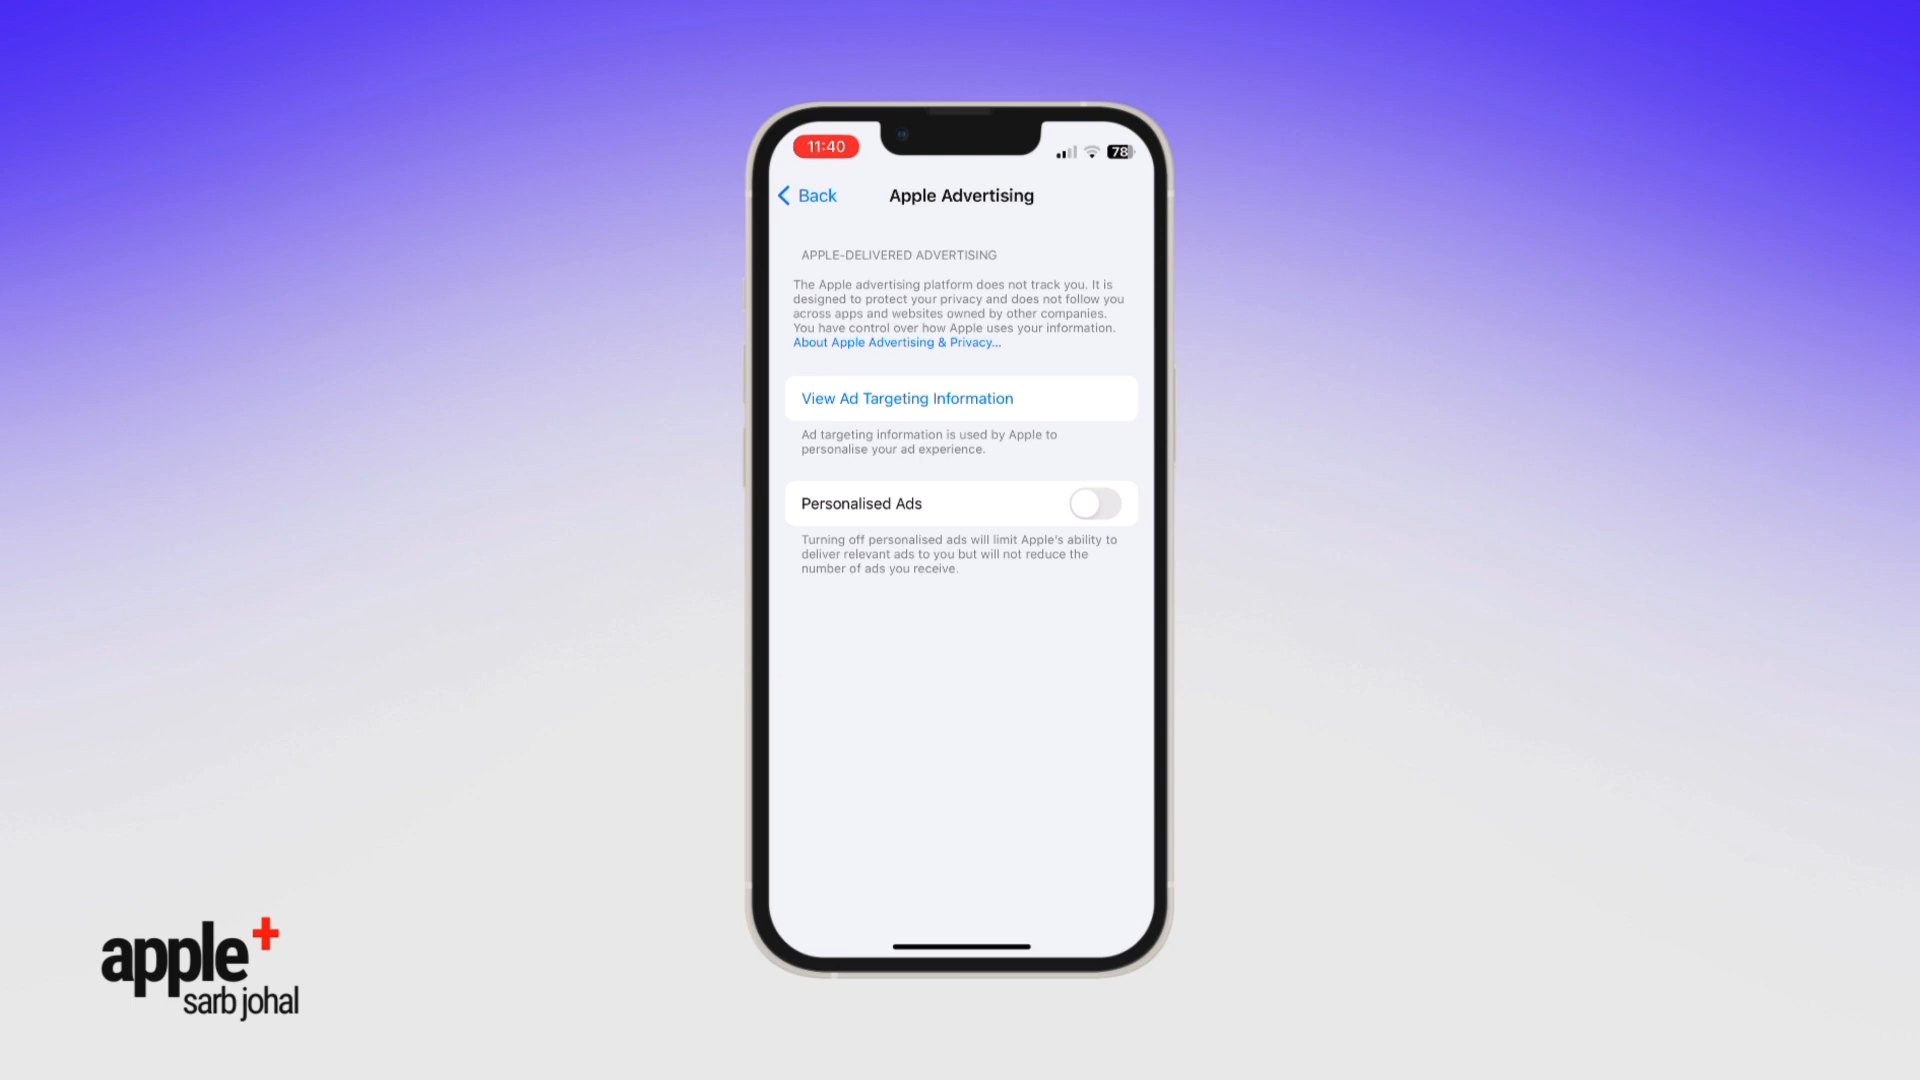 11:40
78
Back
Apple Advertising
APPLE-DELIVERED ADVERTISING
The Apple advertising platform does not track you. It is
designed to protect your privacy and does not follow you
across apps and websites owned by other companies.
You have control over how Apple uses your information.
About Apple Advertising & Privacy...
View Ad Targeting Information
Ad targeting information is used by Apple to
personalise your ad experience.
Personalised Ads
Turning off personalised ads will limit Apple's ability to
deliver relevant ads to you but will not reduce the
number of ads you receive.
apple+
sarb johal